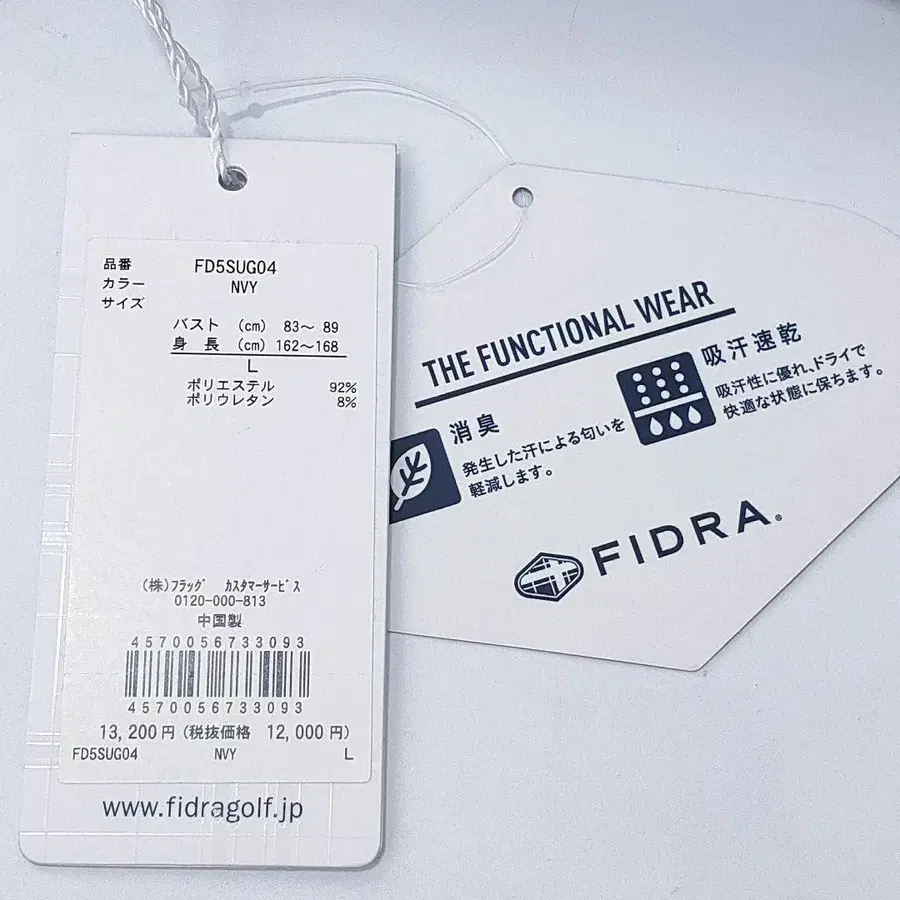 品番 FD5SUG04
カラー NVY
サイズ
バスト (cm) 83～ 89
身 長 (cm) 162～168
L
ポリエステル 92%
ポリウレタン 8%
(株)ﾌﾗｯｸﾞ ｶｽﾀﾏｰｻｰﾋﾞｽ
0120-000-813
中国製
4570056733093
4570056733093
13,200円 (税抜価格 12,000円)
FD5SUG04 NVY L
www.fidragolf.jp
THE FUNCTIONAL WEAR
消臭
発生した汗による匂いを
軽減します。
吸汗速乾
吸汗性に優れ、ドライで
快適な状態に保ちます。
FIDRA®